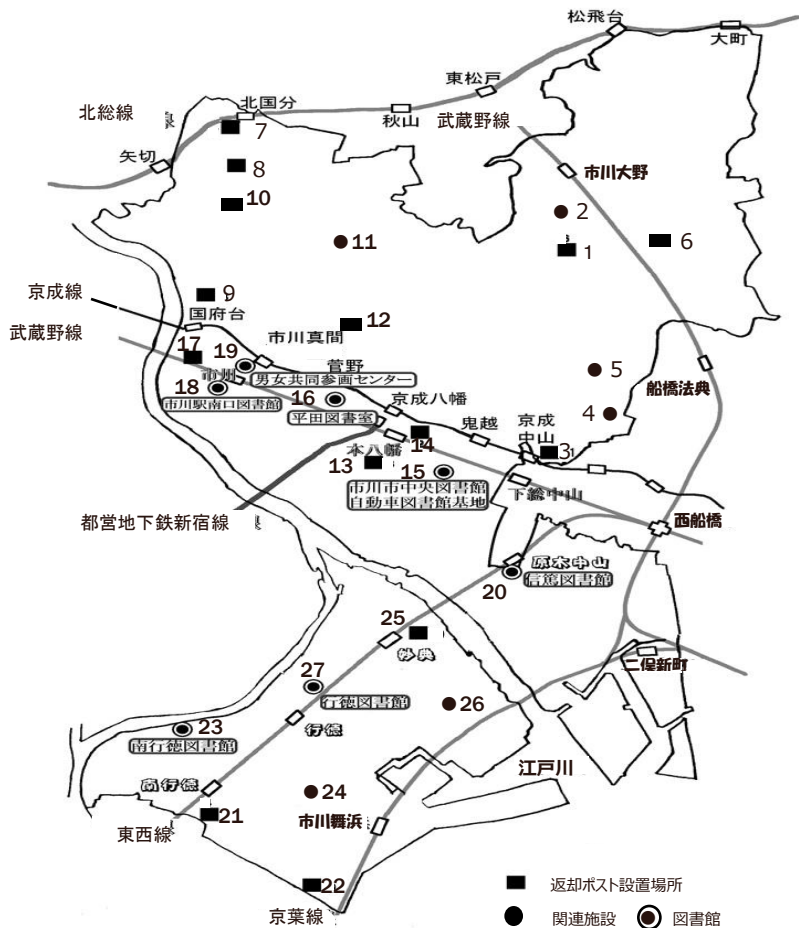 松飛台
大町
東松戸
北総線
北国分
秋山
武蔵野線
7
矢切
8
市川大野
10
2
11
1
6
京成線
9
国府台
武蔵野線
12
市川真間
17
19
菅野
市川
男女共同参画センター
5
船橋法典
18
16
京成八幡
市川駅南口図書館
平田図書室
鬼越
京成
中山
4
14
3
本八幡
13
15
市川市中央図書館
自動車図書館基地
下総中山
都営地下鉄新宿線
西船橋
原木中山
20
信篤図書館
25
妙典
二俣新町
27
行徳図書館
26
23
行徳
南行徳図書館
江戸川
南行徳
24
市川舞浜
21
東西線
22
京葉線
返却ポスト設置場所
関連施設
図書館